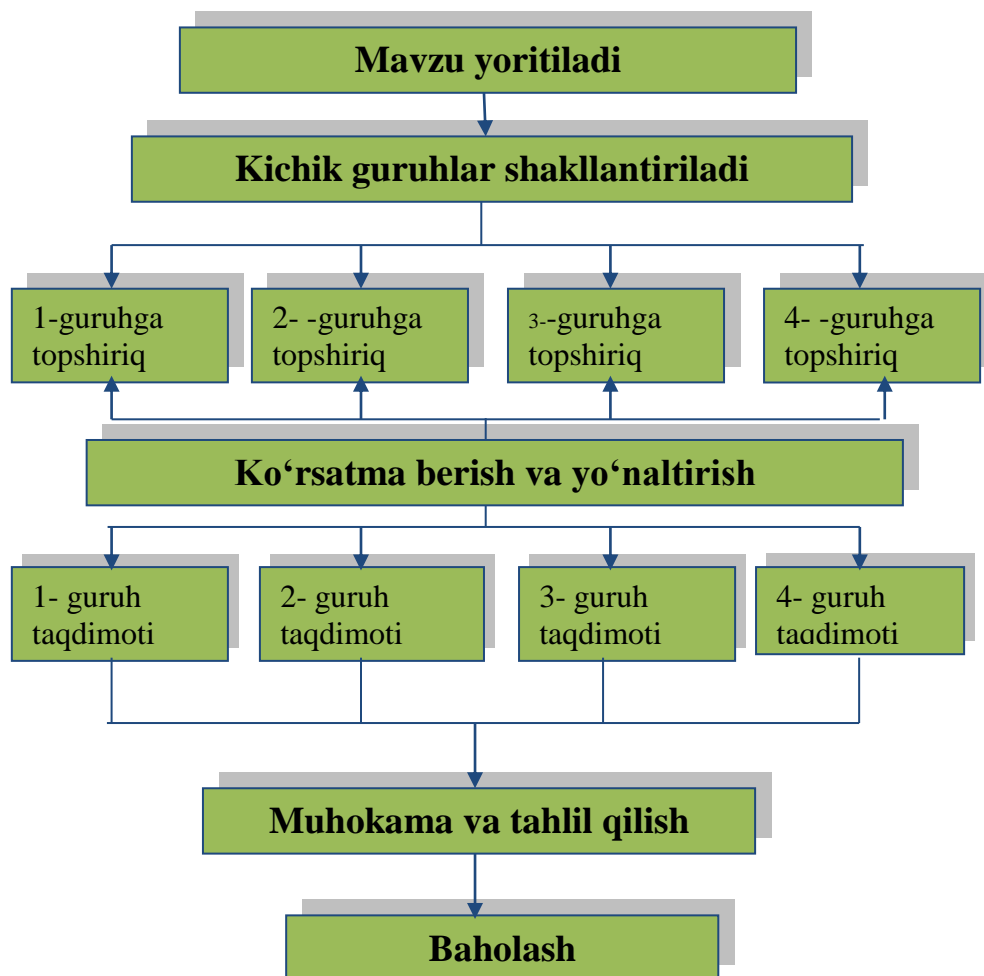 Mavzu yoritiladi
Kichik guruhlar shakllantiriladi
1-guruhga
topshiriq
2- -guruhga
topshiriq
3--guruhga
topshiriq
4- -guruhga
topshiriq
Ko‘rsatma berish va yo‘naltirish
1- guruh
taqdimoti
2- guruh
taqdimoti
3- guruh
taqdimoti
4- guruh
taqdimoti
Muhokama va tahlil qilish
Baholash